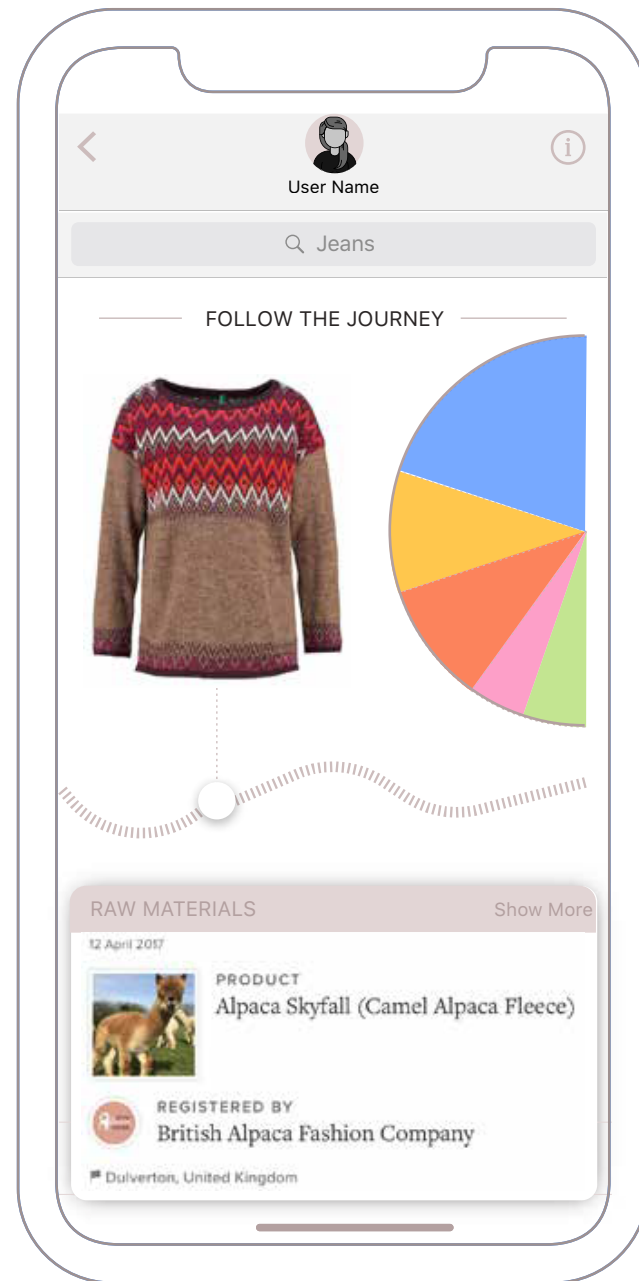 User Name
Jeans
FOLLOW THE JOURNEY
RAW MATERIALS Show More
12 April 2017
PRODUCT
Alpaca Skyfall (Camel Alpaca Fleece)
REGISTERED BY
British Alpaca Fashion Company
Dulverton, United Kingdom